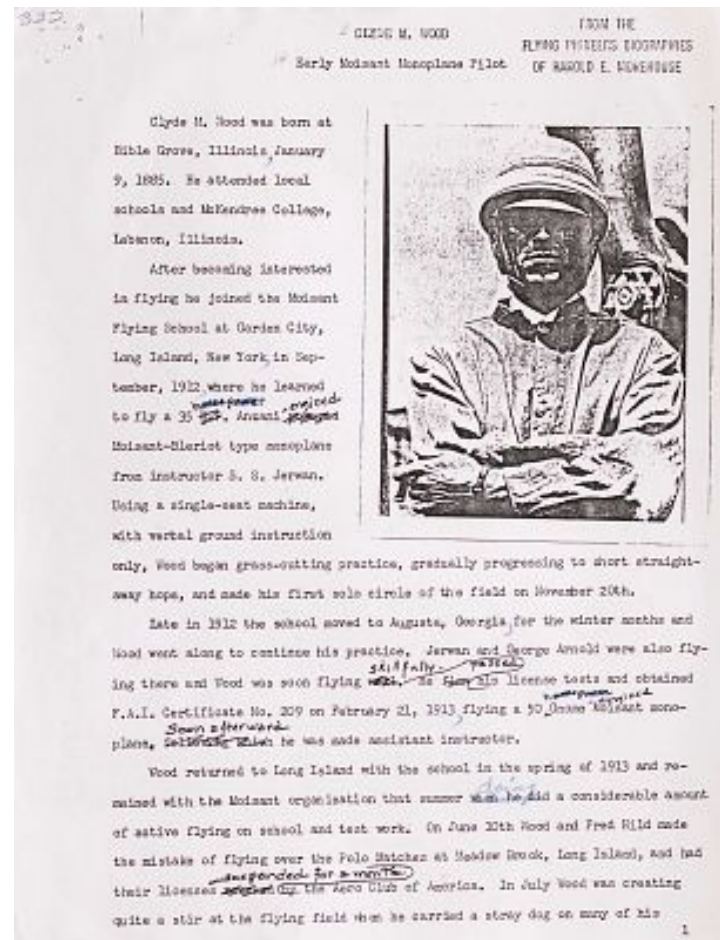 322.
CLYDE M. WOOD
Early Moisant Monoplane Pilot
FROM THE
FLYING PIONEERS BIOGRAPHIES
OF HAROLD E. MOREHOUSE
Clyde M. Wood was born at
Bible Grove, Illinois, January
9, 1885. He attended local
schools and McKendree College,
Lebanon, Illinois.
After becoming interested
in flying he joined the Moisant
Flying School at Garden City,
Long Island, New York, in Sep-
tember, 1912, where he learned
horsepower engined
to fly a 35 Anzani
Moisant-Bleriot type monoplane
from instructor S. S. Jerwan.
Using a single-seat machine,
with verbal ground instruction
only, Wood began grass-cutting practice, gradually progressing to short straight-
away hops, and made his first solo circle of the field on November 20th.
Late in 1912 the school moved to Augusta, Georgia, for the winter months and
Wood went along to continue his practice. Jerwan and George Arnold were also fly-
skilfully. passed
ing there and Wood was soon flying He his license tests and obtained
horsepower engined
F.A.I. Certificate No. 209 on February 21, 1913, flying a 50 Gnome Moisant mono-
Soon afterward
plane. he was made assistant instructor.
Wood returned to Long Island with the school in the spring of 1913 and re-
doing
mained with the Moisant organization that summer when he did a considerable amount
of active flying on school and test work. On June 10th Wood and Fred Hild made
the mistake of flying over the Polo Matches at Meadow Brook, Long Island, and had
suspended for a month
their licenses by the Aero Club of America. In July Wood was creating
quite a stir at the flying field when he carried a stray dog on many of his
1